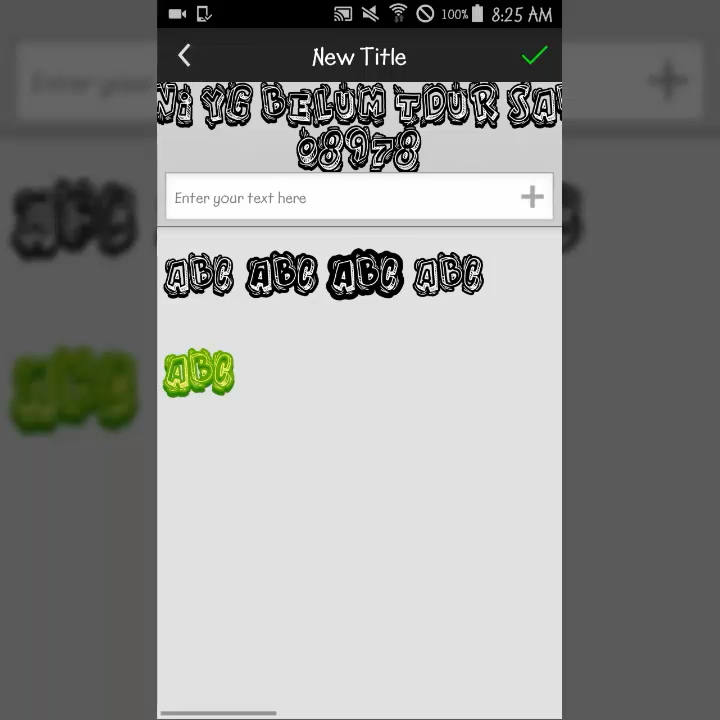 100% 8:25 AM
New Title
Ni YG BELUM TDUR SA
08978
Enter your text here
ABC ABC ABC ABC
ABC